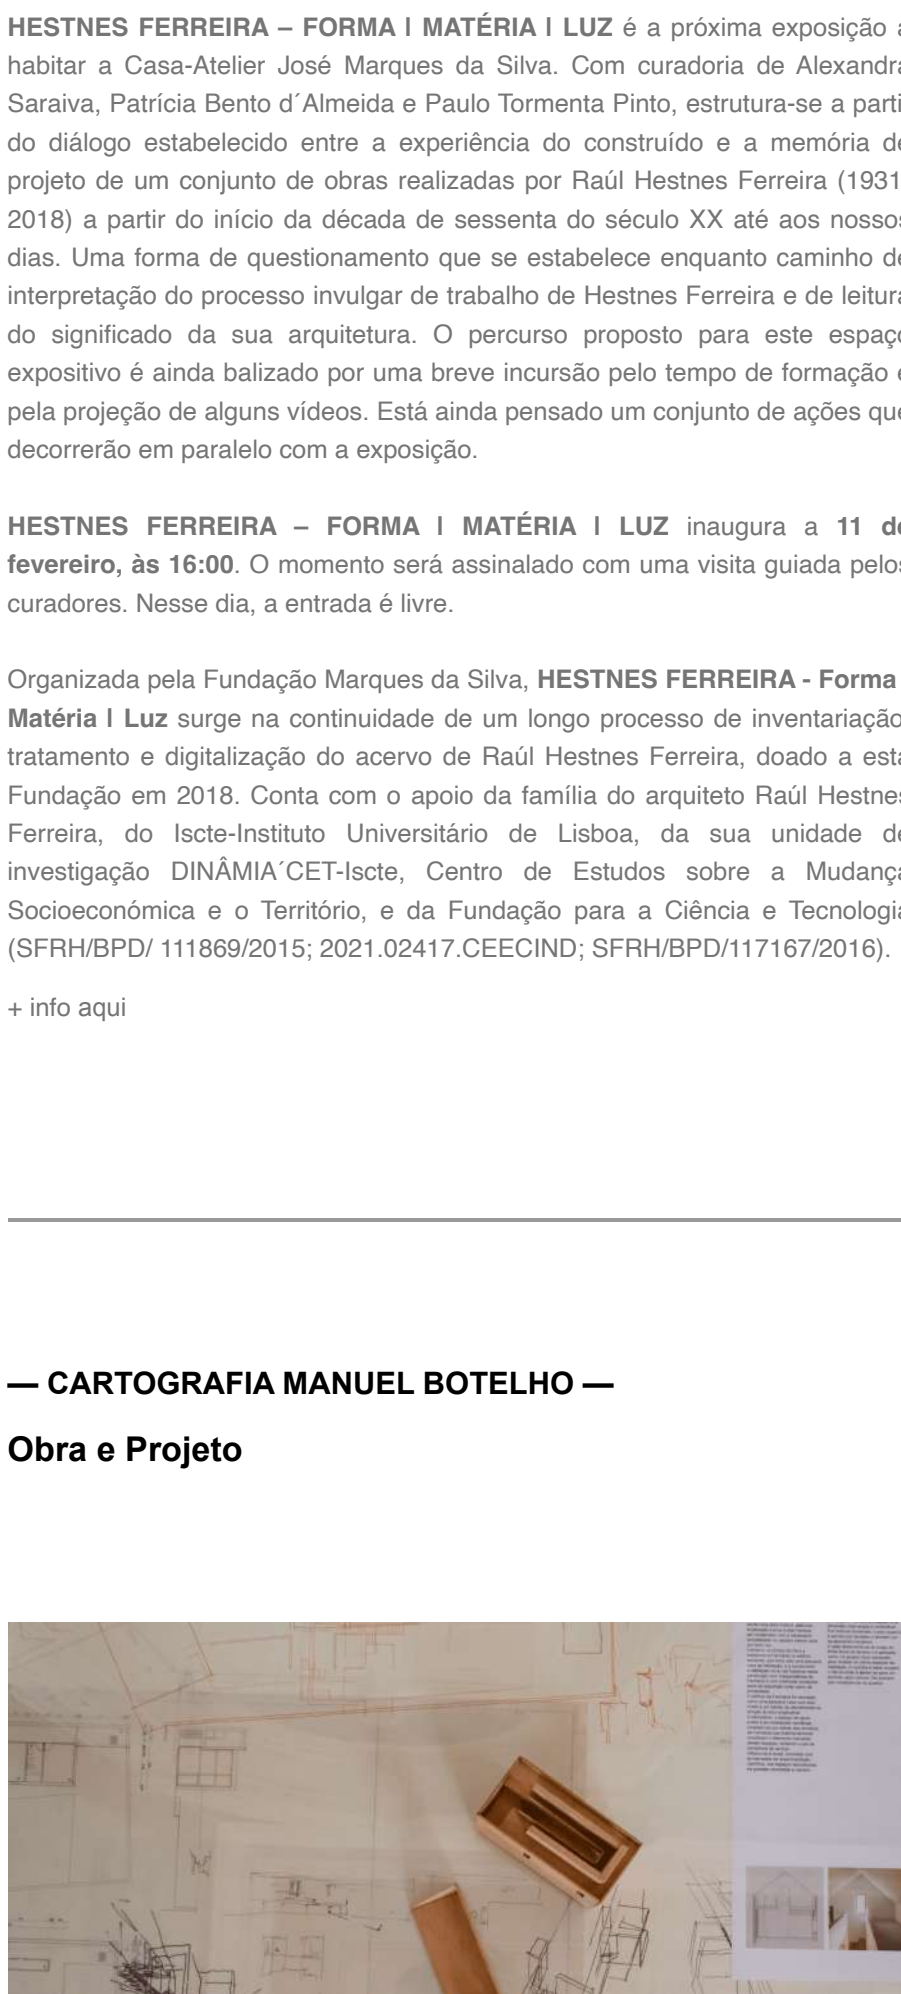 HESTNES FERREIRA – FORMA | MATÉRIA | LUZ é a próxima exposição a
habitar a Casa-Atelier José Marques da Silva. Com curadoria de Alexandra
Saraiva, Patrícia Bento d´Almeida e Paulo Tormenta Pinto, estrutura-se a parti
do diálogo estabelecido entre a experiência do construído e a memória de
projeto de um conjunto de obras realizadas por Raúl Hestnes Ferreira (1931
2018) a partir do início da década de sessenta do século XX até aos nossos
dias. Uma forma de questionamento que se estabelece enquanto caminho de
interpretação do processo invulgar de trabalho de Hestnes Ferreira e de leitura
do significado da sua arquitetura. O percurso proposto para este espaço
expositivo é ainda balizado por uma breve incursão pelo tempo de formação e
pela projeção de alguns vídeos. Está ainda pensado um conjunto de ações que
decorrerão em paralelo com a exposição.
HESTNES FERREIRA – FORMA | MATÉRIA | LUZ inaugura a 11 de
fevereiro, às 16:00. O momento será assinalado com uma visita guiada pelos
curadores. Nesse dia, a entrada é livre.
Organizada pela Fundação Marques da Silva, HESTNES FERREIRA - Forma
Matéria | Luz surge na continuidade de um longo processo de inventariação
tratamento e digitalização do acervo de Raúl Hestnes Ferreira, doado a esta
Fundação em 2018. Conta com o apoio da família do arquiteto Raúl Hestnes
Ferreira, do Iscte-Instituto Universitário de Lisboa, da sua unidade de
investigação DINÂMIA´CET-Iscte, Centro de Estudos sobre a Mudança
Socioeconómica e o Território, e da Fundação para a Ciência e Tecnologia
(SFRH/BPD/ 111869/2015; 2021.02417.CEECIND; SFRH/BPD/117167/2016).
+ info aqui
— CARTOGRAFIA MANUEL BOTELHO —
Obra e Projeto